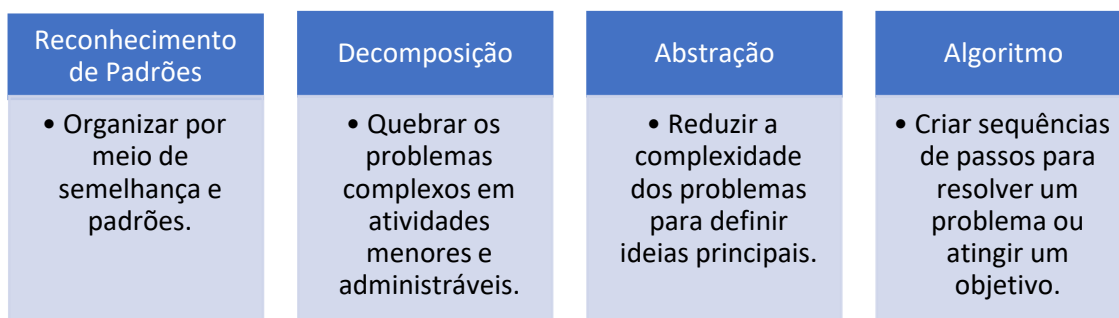 Reconhecimento
de Padrões
• Organizar por
meio de
semelhança e
padrões.
Decomposição
• Quebrar os
problemas
complexos em
atividades
menores e
administráveis.
Abstração
• Reduzir a
complexidade
dos problemas
para definir
ideias principais.
Algoritmo
• Criar sequências
de passos para
resolver um
problema ou
atingir um
objetivo.